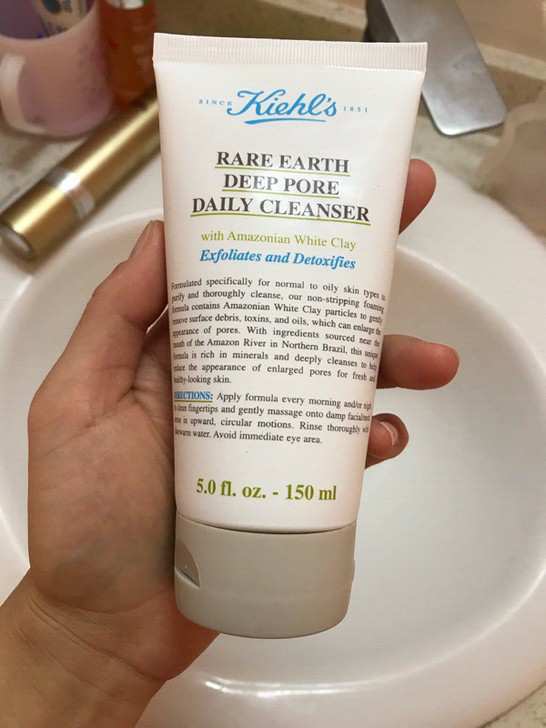 SINCE Kiehl's 1851
RARE EARTH
DEEP PORE
DAILY CLEANSER
with Amazonian White Clay
Exfoliates and Detoxifies
Formulated specifically for normal to oily skin types to
purify and thoroughly cleanse, our non-stripping foaming
formula contains Amazonian White Clay particles to gently
remove surface debris, toxins, and oils, which can enlarge the
appearance of pores. With ingredients sourced near the
mouth of the Amazon River in Northern Brazil, this unique
formula is rich in minerals and deeply cleanses to help
reduce the appearance of enlarged pores for fresh and
healthy-looking skin.
DIRECTIONS: Apply formula every morning and/or night
to clean fingertips and gently massage onto damp facial/neck
area in upward, circular motions. Rinse thoroughly with
lukewarm water. Avoid immediate eye area.
5.0 fl. oz. - 150 ml